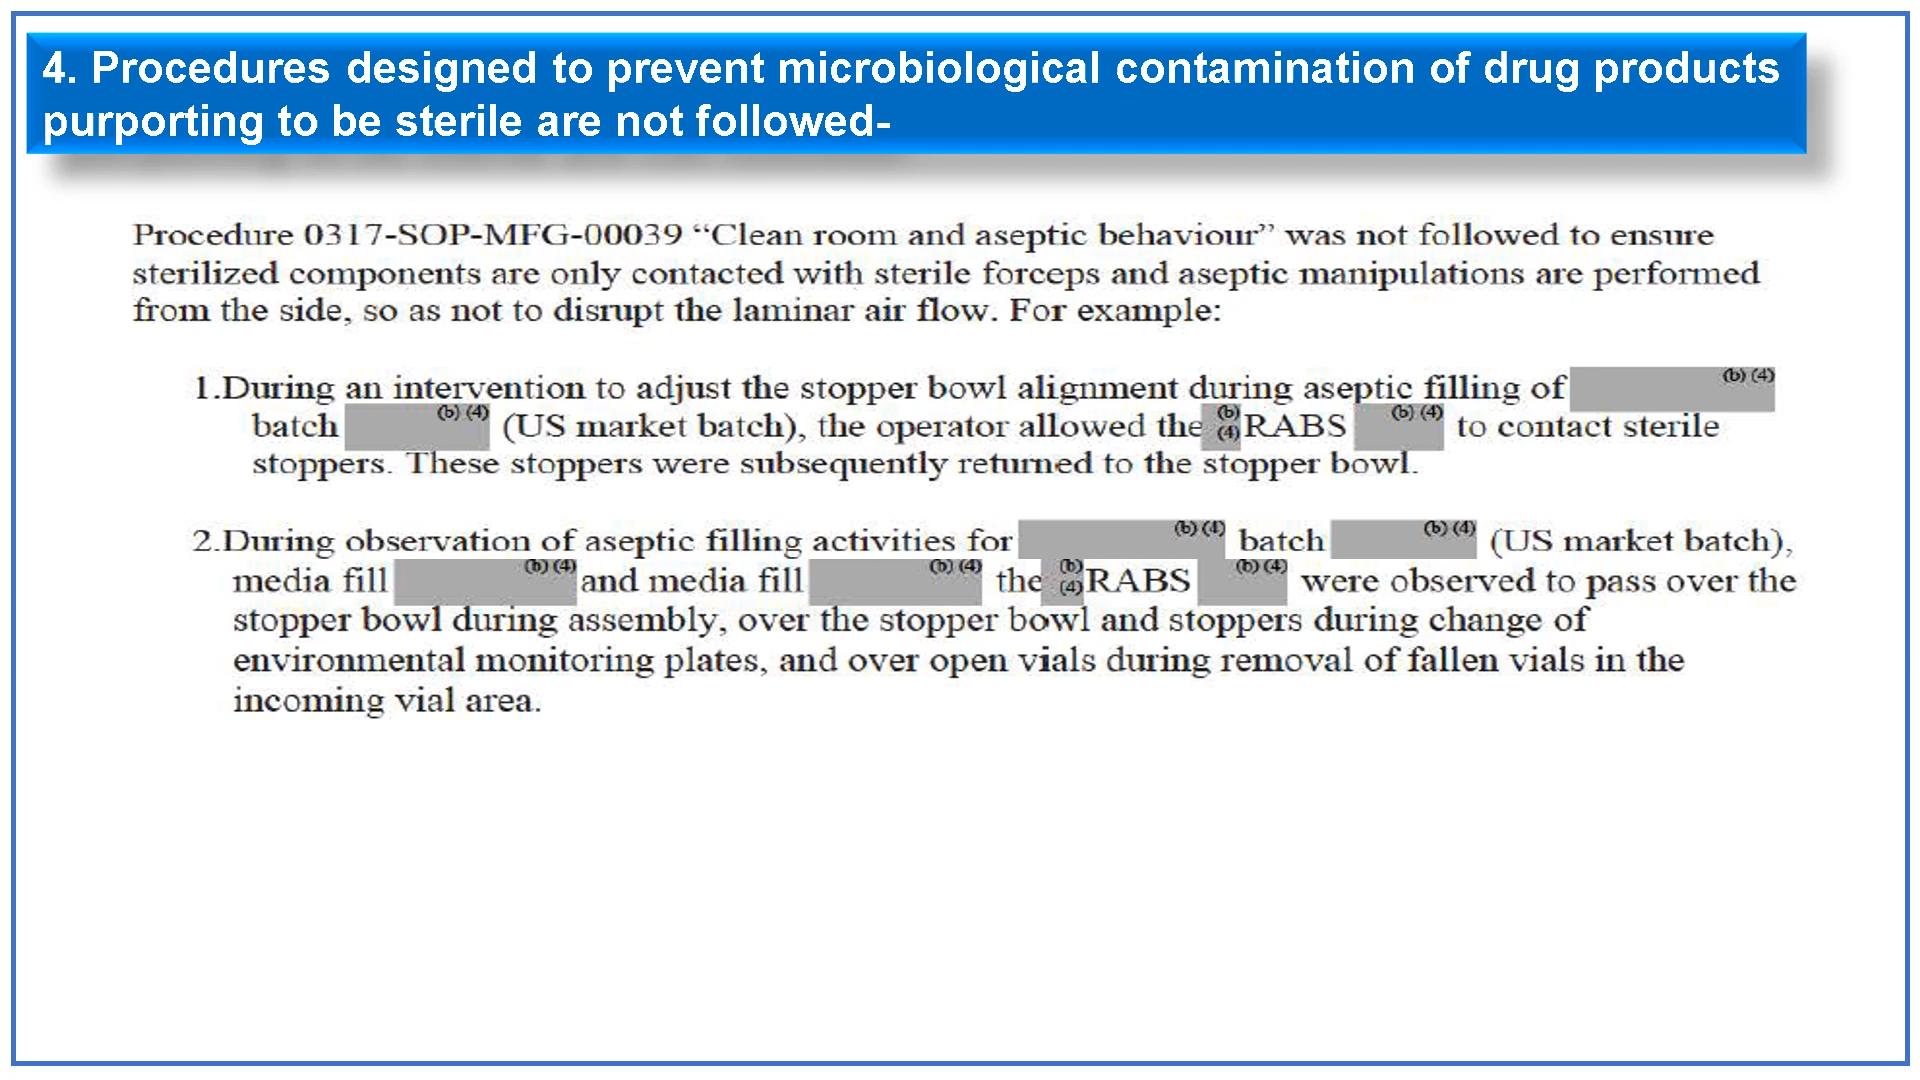 4. Procedures designed to prevent microbiological contamination of drug products
purporting to be sterile are not followed-
Procedure 0317-SOP-MFG-00039 “Clean room and aseptic behaviour” was not followed to ensure
sterilized components are only contacted with sterile forceps and aseptic manipulations are performed
from the side, so as not to disrupt the laminar air flow. For example:
1.During an intervention to adjust the stopper bowl alignment during aseptic filling of (b) (4)
batch (b) (4) (US market batch), the operator allowed the (b) (4) RABS (b) (4) to contact sterile
stoppers. These stoppers were subsequently returned to the stopper bowl.
2.During observation of aseptic filling activities for (b) (4) batch (b) (4) (US market batch),
media fill (b) (4) and media fill (b) (4) the (b) (4) RABS (b) (4) were observed to pass over the
stopper bowl during assembly, over the stopper bowl and stoppers during change of
environmental monitoring plates, and over open vials during removal of fallen vials in the
incoming vial area.